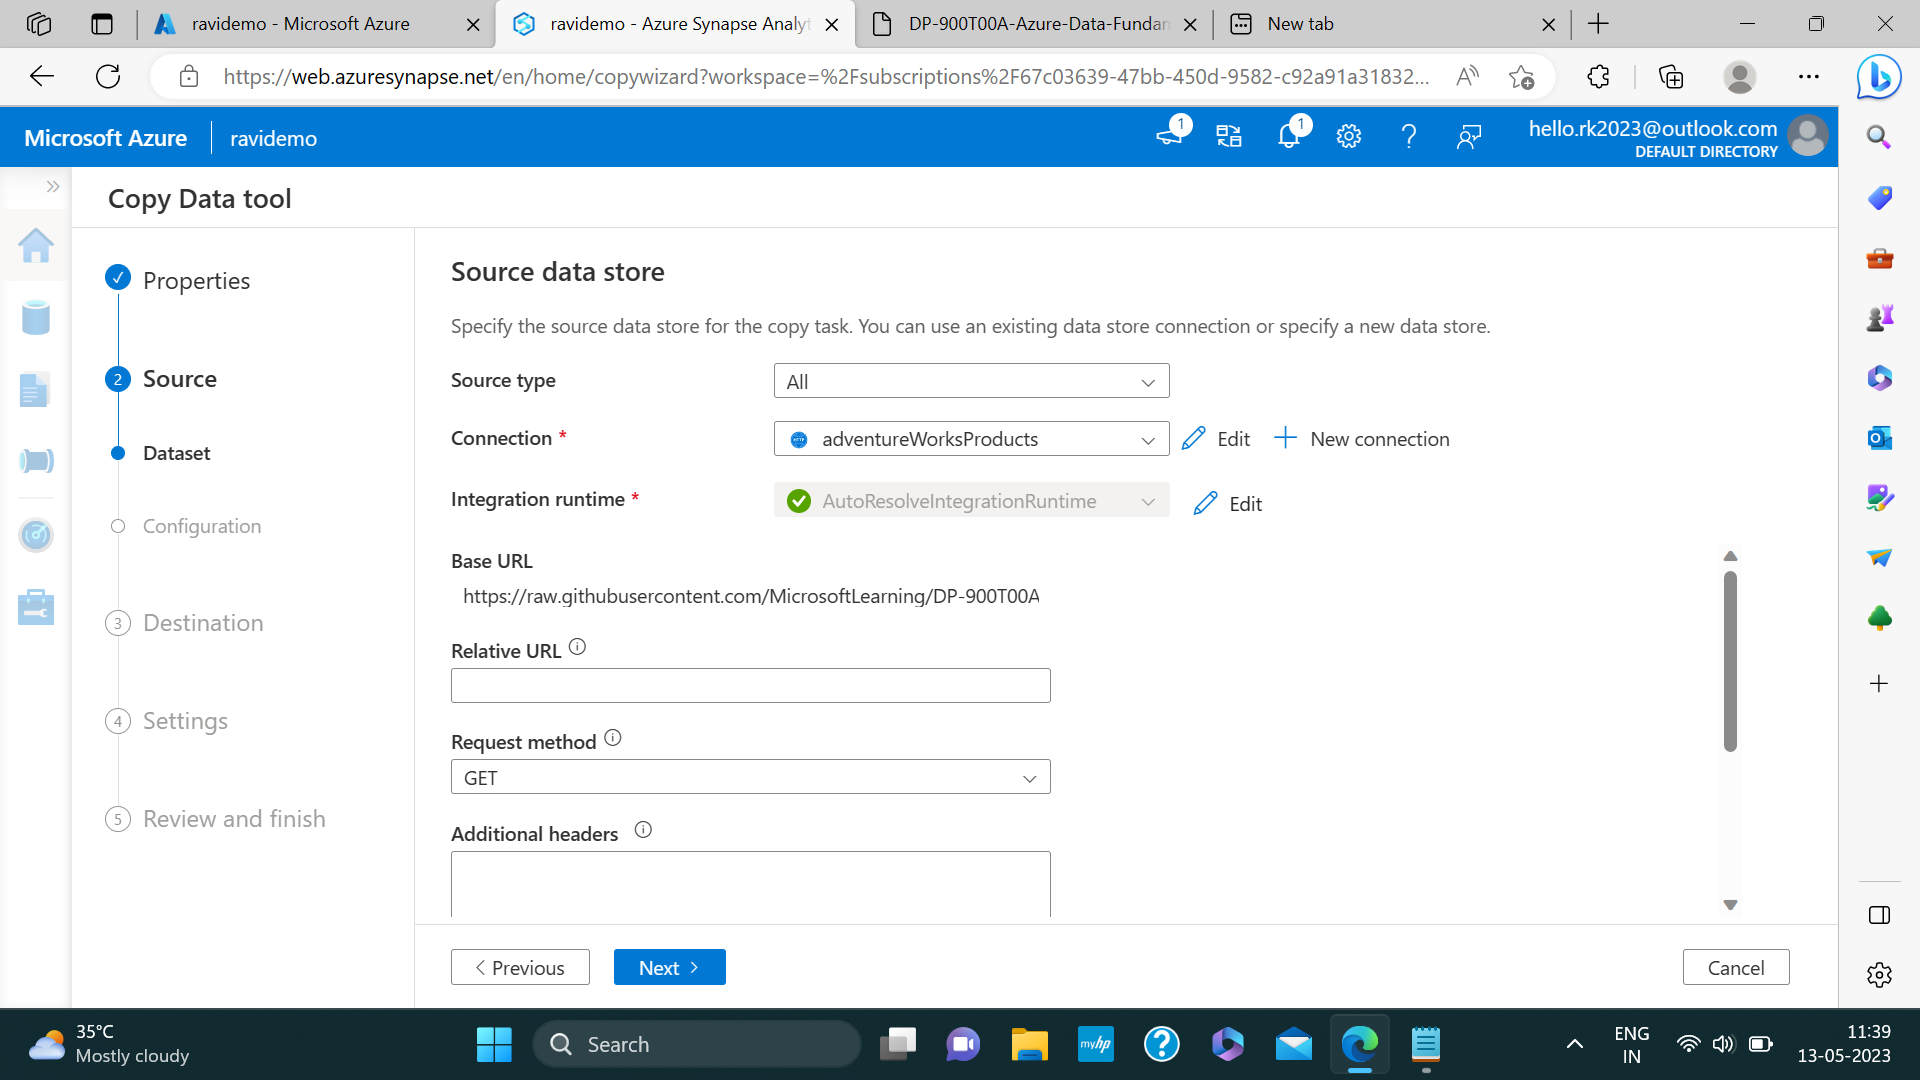 ravidemo - Microsoft Azure
ravidemo - Azure Synapse Analyt
DP-900T00A-Azure-Data-Fundam
New tab
https://web.azuresynapse.net/en/home/copywizard?workspace=%2Fsubscriptions%2F67c03639-47bb-450d-9582-c92a91a31832...
Microsoft Azure
ravidemo
1
1
hello.rk2023@outlook.com
DEFAULT DIRECTORY
Copy Data tool
Properties
2 Source
Dataset
Configuration
3 Destination
4 Settings
5 Review and finish
Source data store
Specify the source data store for the copy task. You can use an existing data store connection or specify a new data store.
Source type
All
Connection *
adventureWorksProducts
Edit
New connection
Integration runtime *
AutoResolveIntegrationRuntime
Edit
Base URL
https://raw.githubusercontent.com/MicrosoftLearning/DP-900T00A
Relative URL
Request method
GET
Additional headers
Previous
Next
Cancel
35°C
Mostly cloudy
Search
myhp
ENG
IN
11:39
13-05-2023